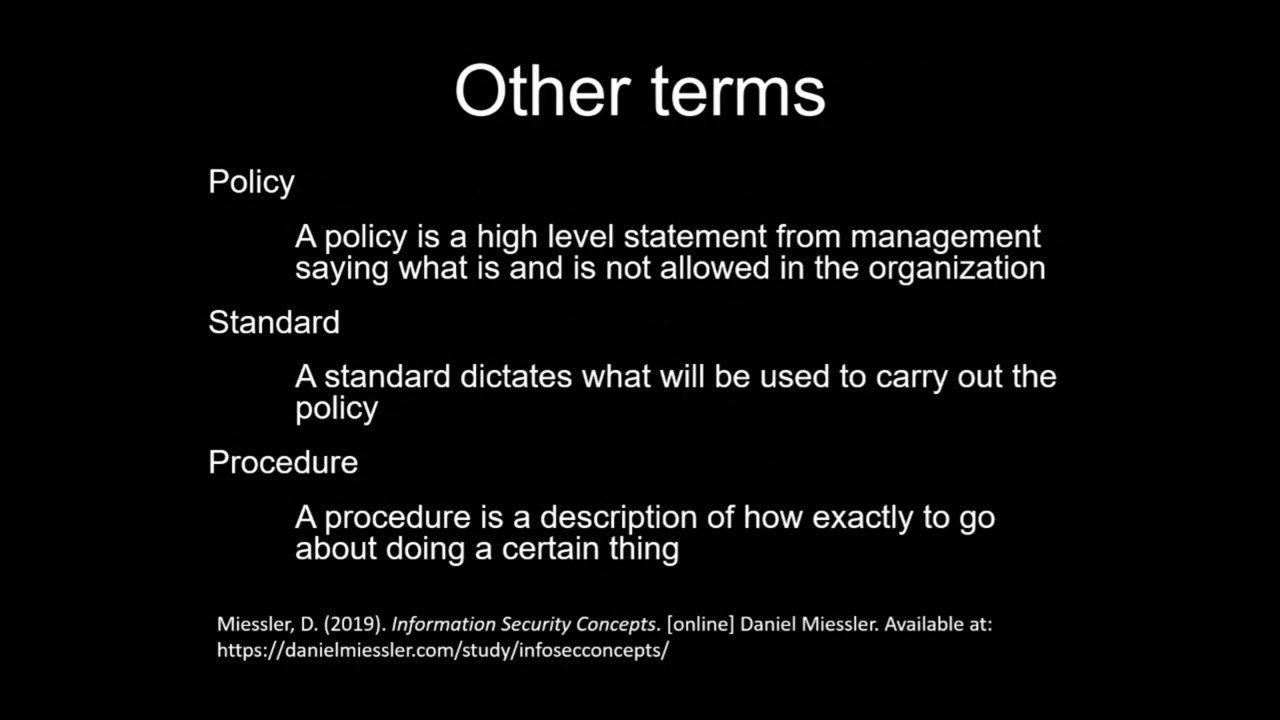 Other terms
Policy
A policy is a high level statement from management
saying what is and is not allowed in the organization
Standard
A standard dictates what will be used to carry out the
policy
Procedure
A procedure is a description of how exactly to go
about doing a certain thing
Miessler, D. (2019). Information Security Concepts. [online] Daniel Miessler. Available at:
https://danielmiessler.com/study/infosecconcepts/